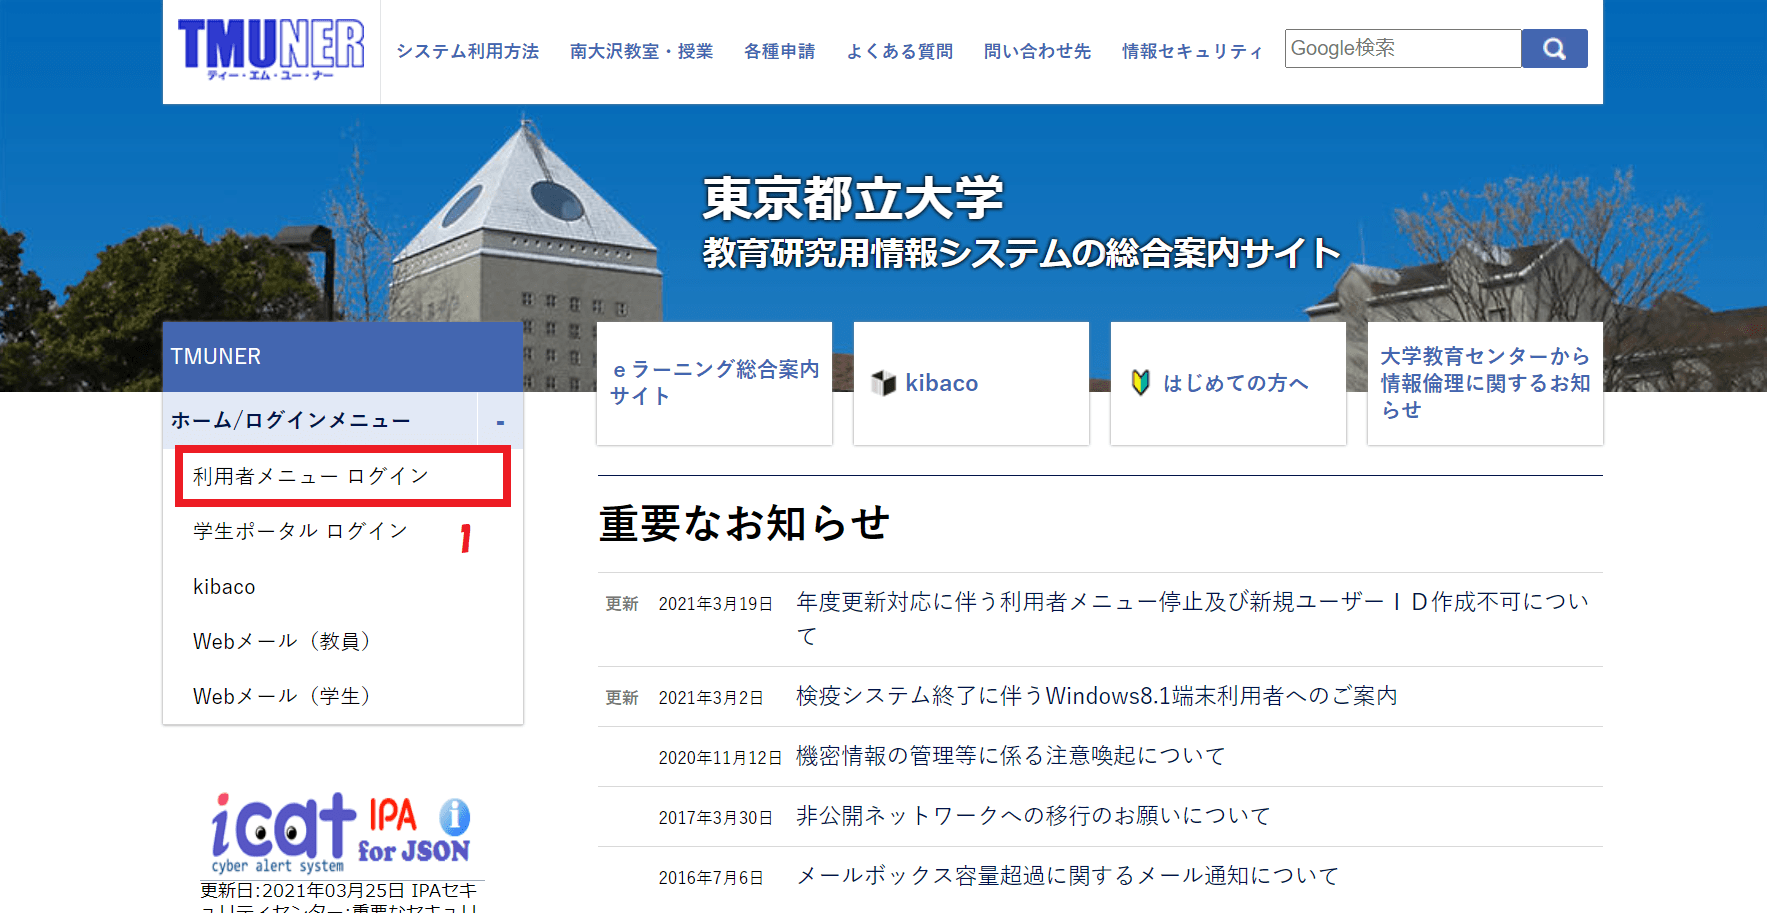 TMUNER
ティー・エム・ユー・ナー
システム利用方法
南大沢教室・授業
各種申請
よくある質問
問い合わせ先
情報セキュリティ
Google検索
東京都立大学
教育研究用情報システムの総合案内サイト
TMUNER
ホーム/ログインメニュー
-
利用者メニュー ログイン
学生ポータル ログイン
1
kibaco
Webメール（教員）
Webメール（学生）
ｅラーニング総合案内
サイト
kibaco
はじめての方へ
大学教育センターから
情報倫理に関するお知
らせ
重要なお知らせ
更新 2021年3月19日 年度更新対応に伴う利用者メニュー停止及び新規ユーザーＩＤ作成不可につい
て
更新 2021年3月2日 検疫システム終了に伴うWindows8.1端末利用者へのご案内
2020年11月12日 機密情報の管理等に係る注意喚起について
2017年3月30日 非公開ネットワークへの移行のお願いについて
2016年7月6日 メールボックス容量超過に関するメール通知について
icat IPA i
for JSON
cyber alert system
更新日:2021年03月25日 IPAセキ
ュリティセンター:重要なセキュリ